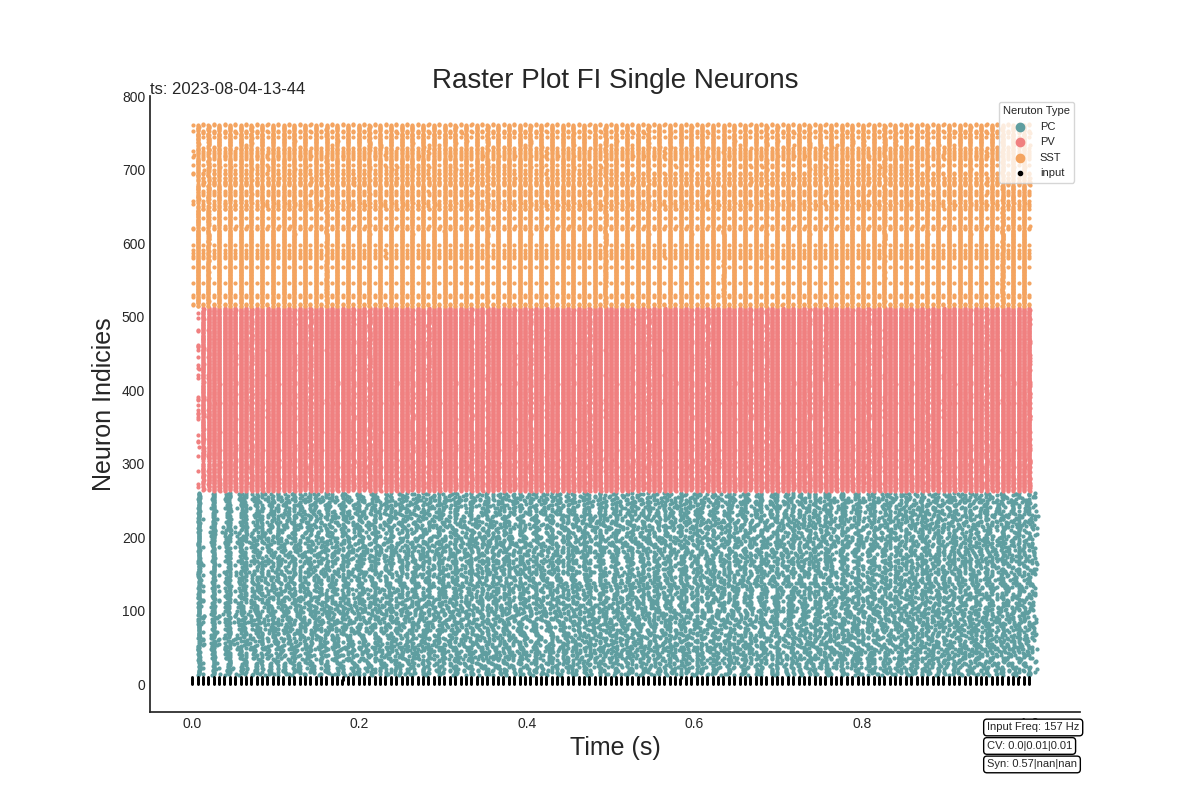 Raster Plot FI Single Neurons
ts: 2023-08-04-13-44
Neruton Type
PC
PV
SST
input
Neuron Indicies
800
700
600
500
400
300
200
100
0
0.0
0.2
0.4
0.6
0.8
Time (s)
Input Freq: 157 Hz
CV: 0.0|0.01|0.01
Syn: 0.57|nan|nan